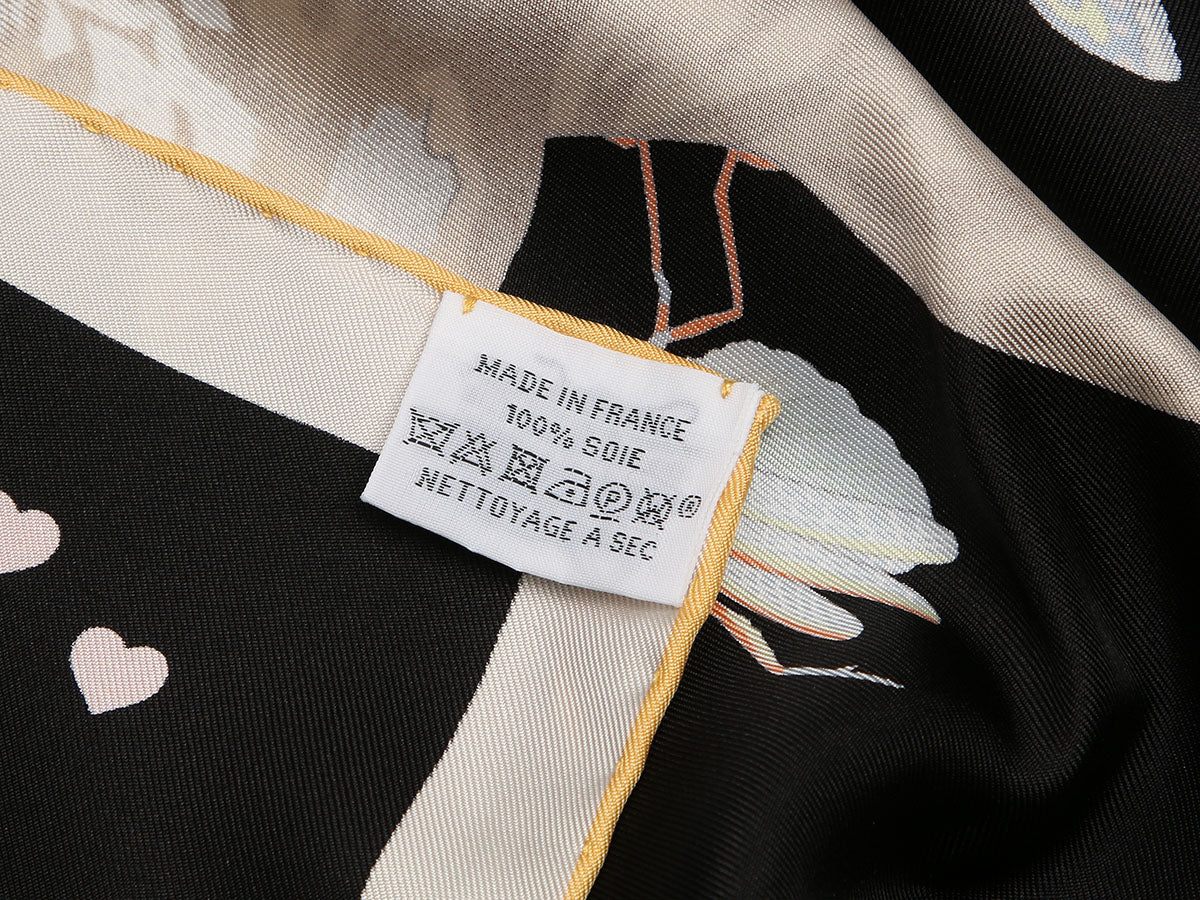 MADE IN FRANCE
100% SOIE
P ®
NETTOYAGE A SEC